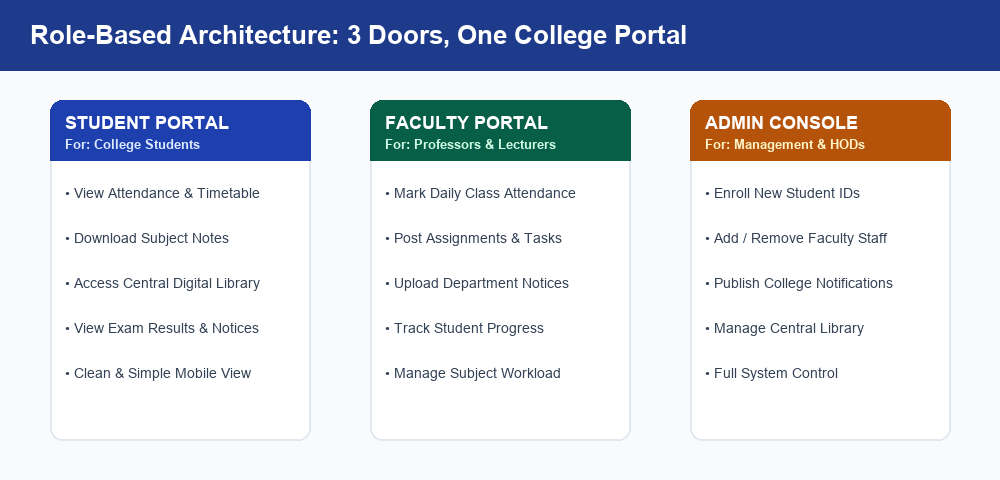 Role-Based Architecture: 3 Doors, One College Portal
STUDENT PORTAL
For: College Students
• View Attendance & Timetable
• Download Subject Notes
• Access Central Digital Library
• View Exam Results & Notices
• Clean & Simple Mobile View
FACULTY PORTAL
For: Professors & Lecturers
• Mark Daily Class Attendance
• Post Assignments & Tasks
• Upload Department Notices
• Track Student Progress
• Manage Subject Workload
ADMIN CONSOLE
For: Management & HODs
• Enroll New Student IDs
• Add / Remove Faculty Staff
• Publish College Notifications
• Manage Central Library
• Full System Control